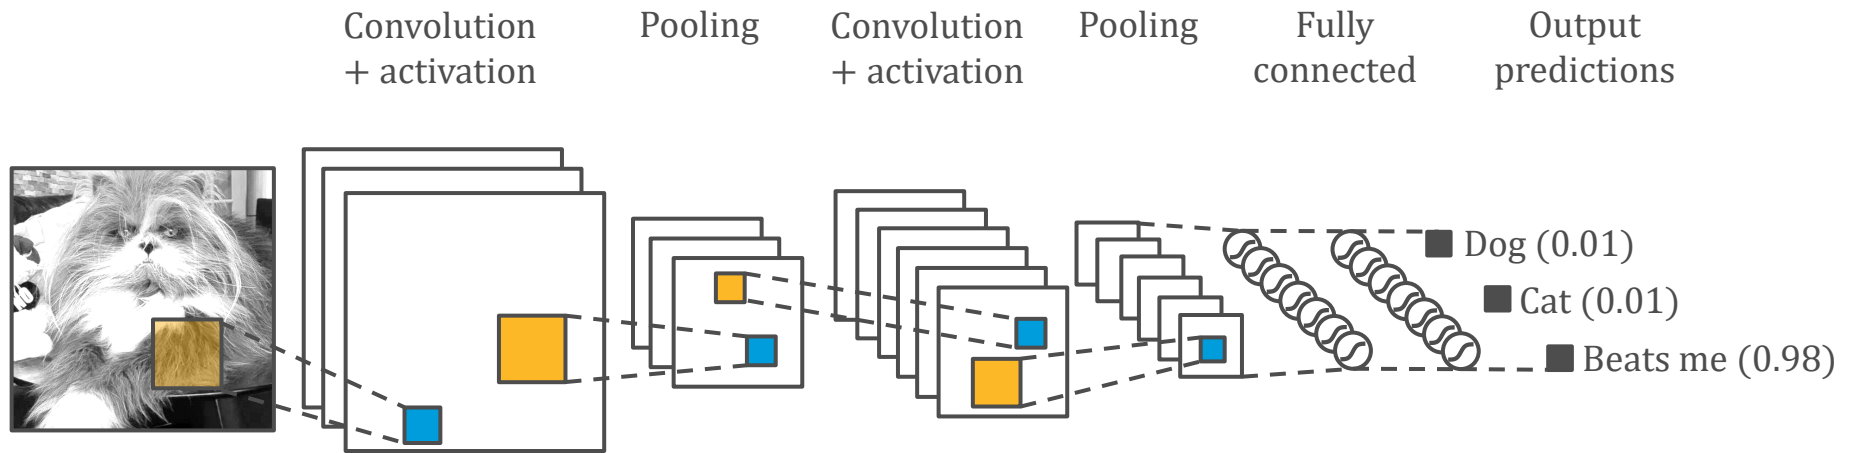 Convolution
+ activation
Pooling
Convolution
+ activation
Pooling
Fully
connected
Output
predictions
Dog (0.01)
Cat (0.01)
Beats me (0.98)